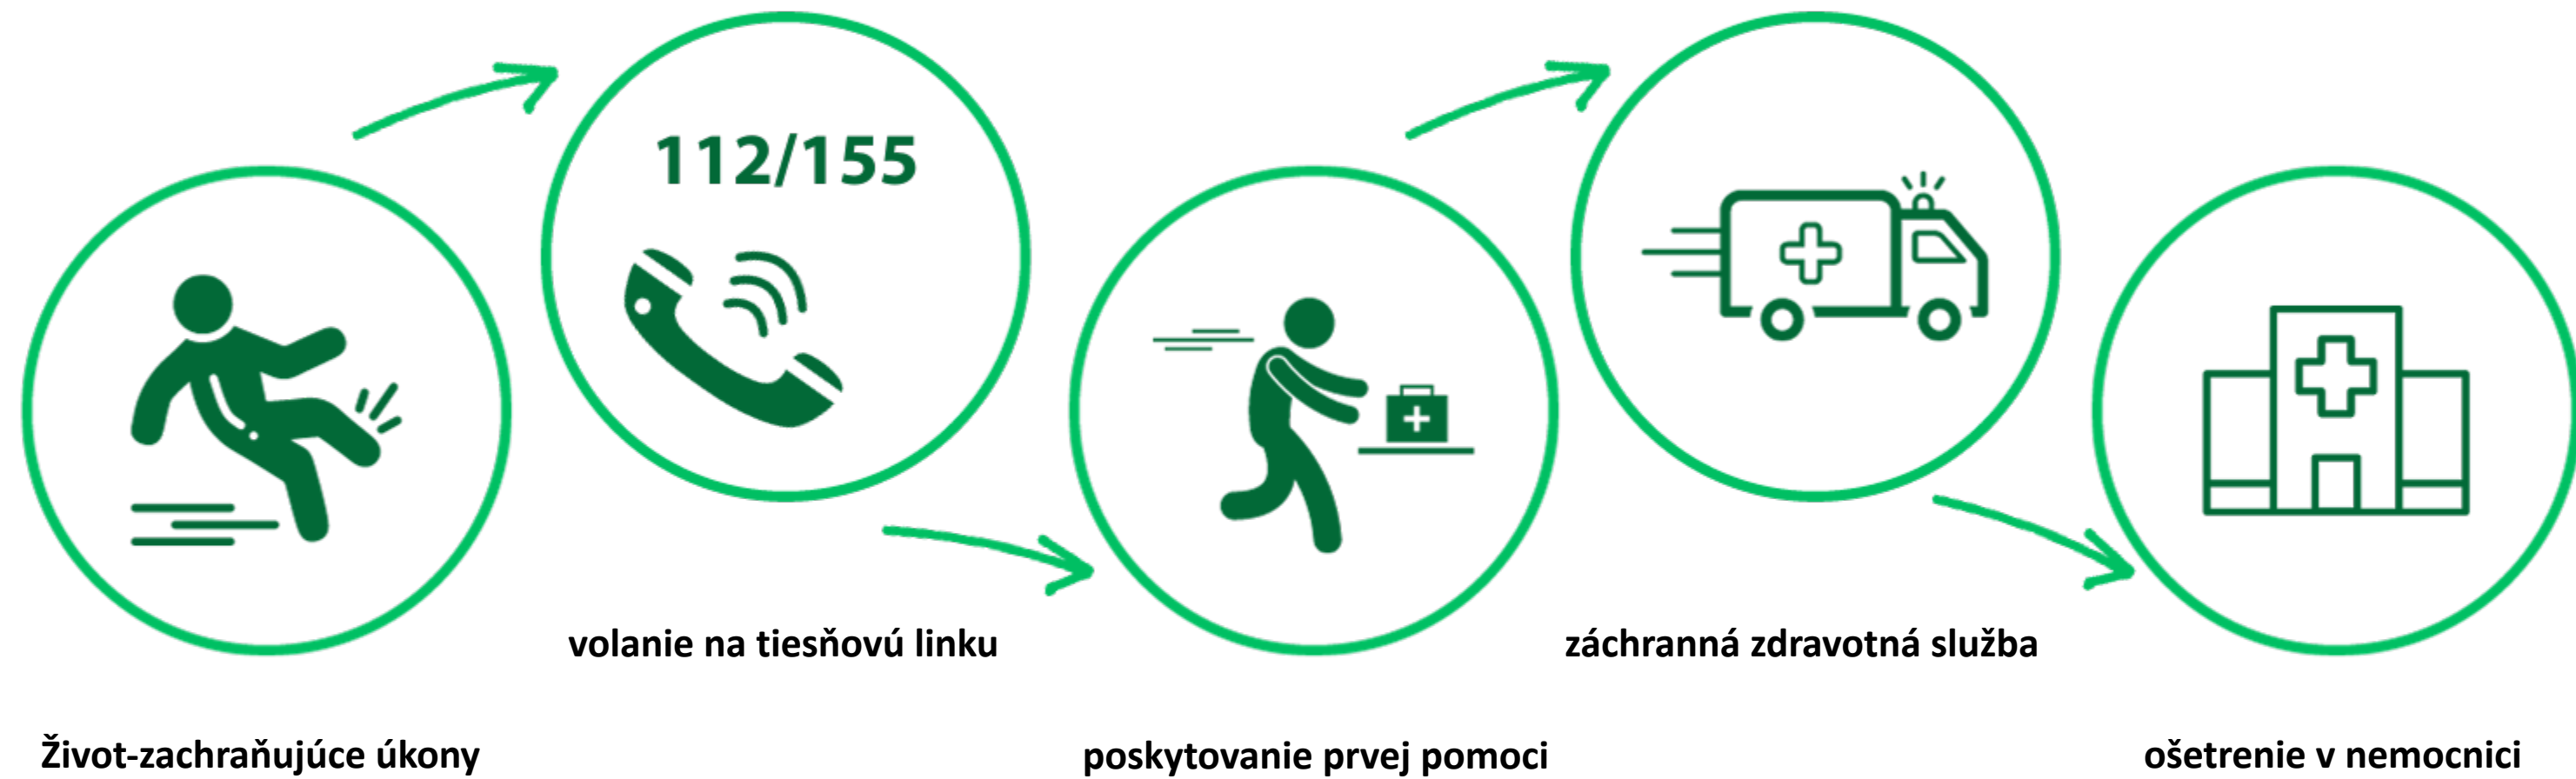 112/155
volanie na tiesňovú linku
záchranná zdravotná služba
Život-zachraňujúce úkony
poskytovanie prvej pomoci
ošetrenie v nemocnici